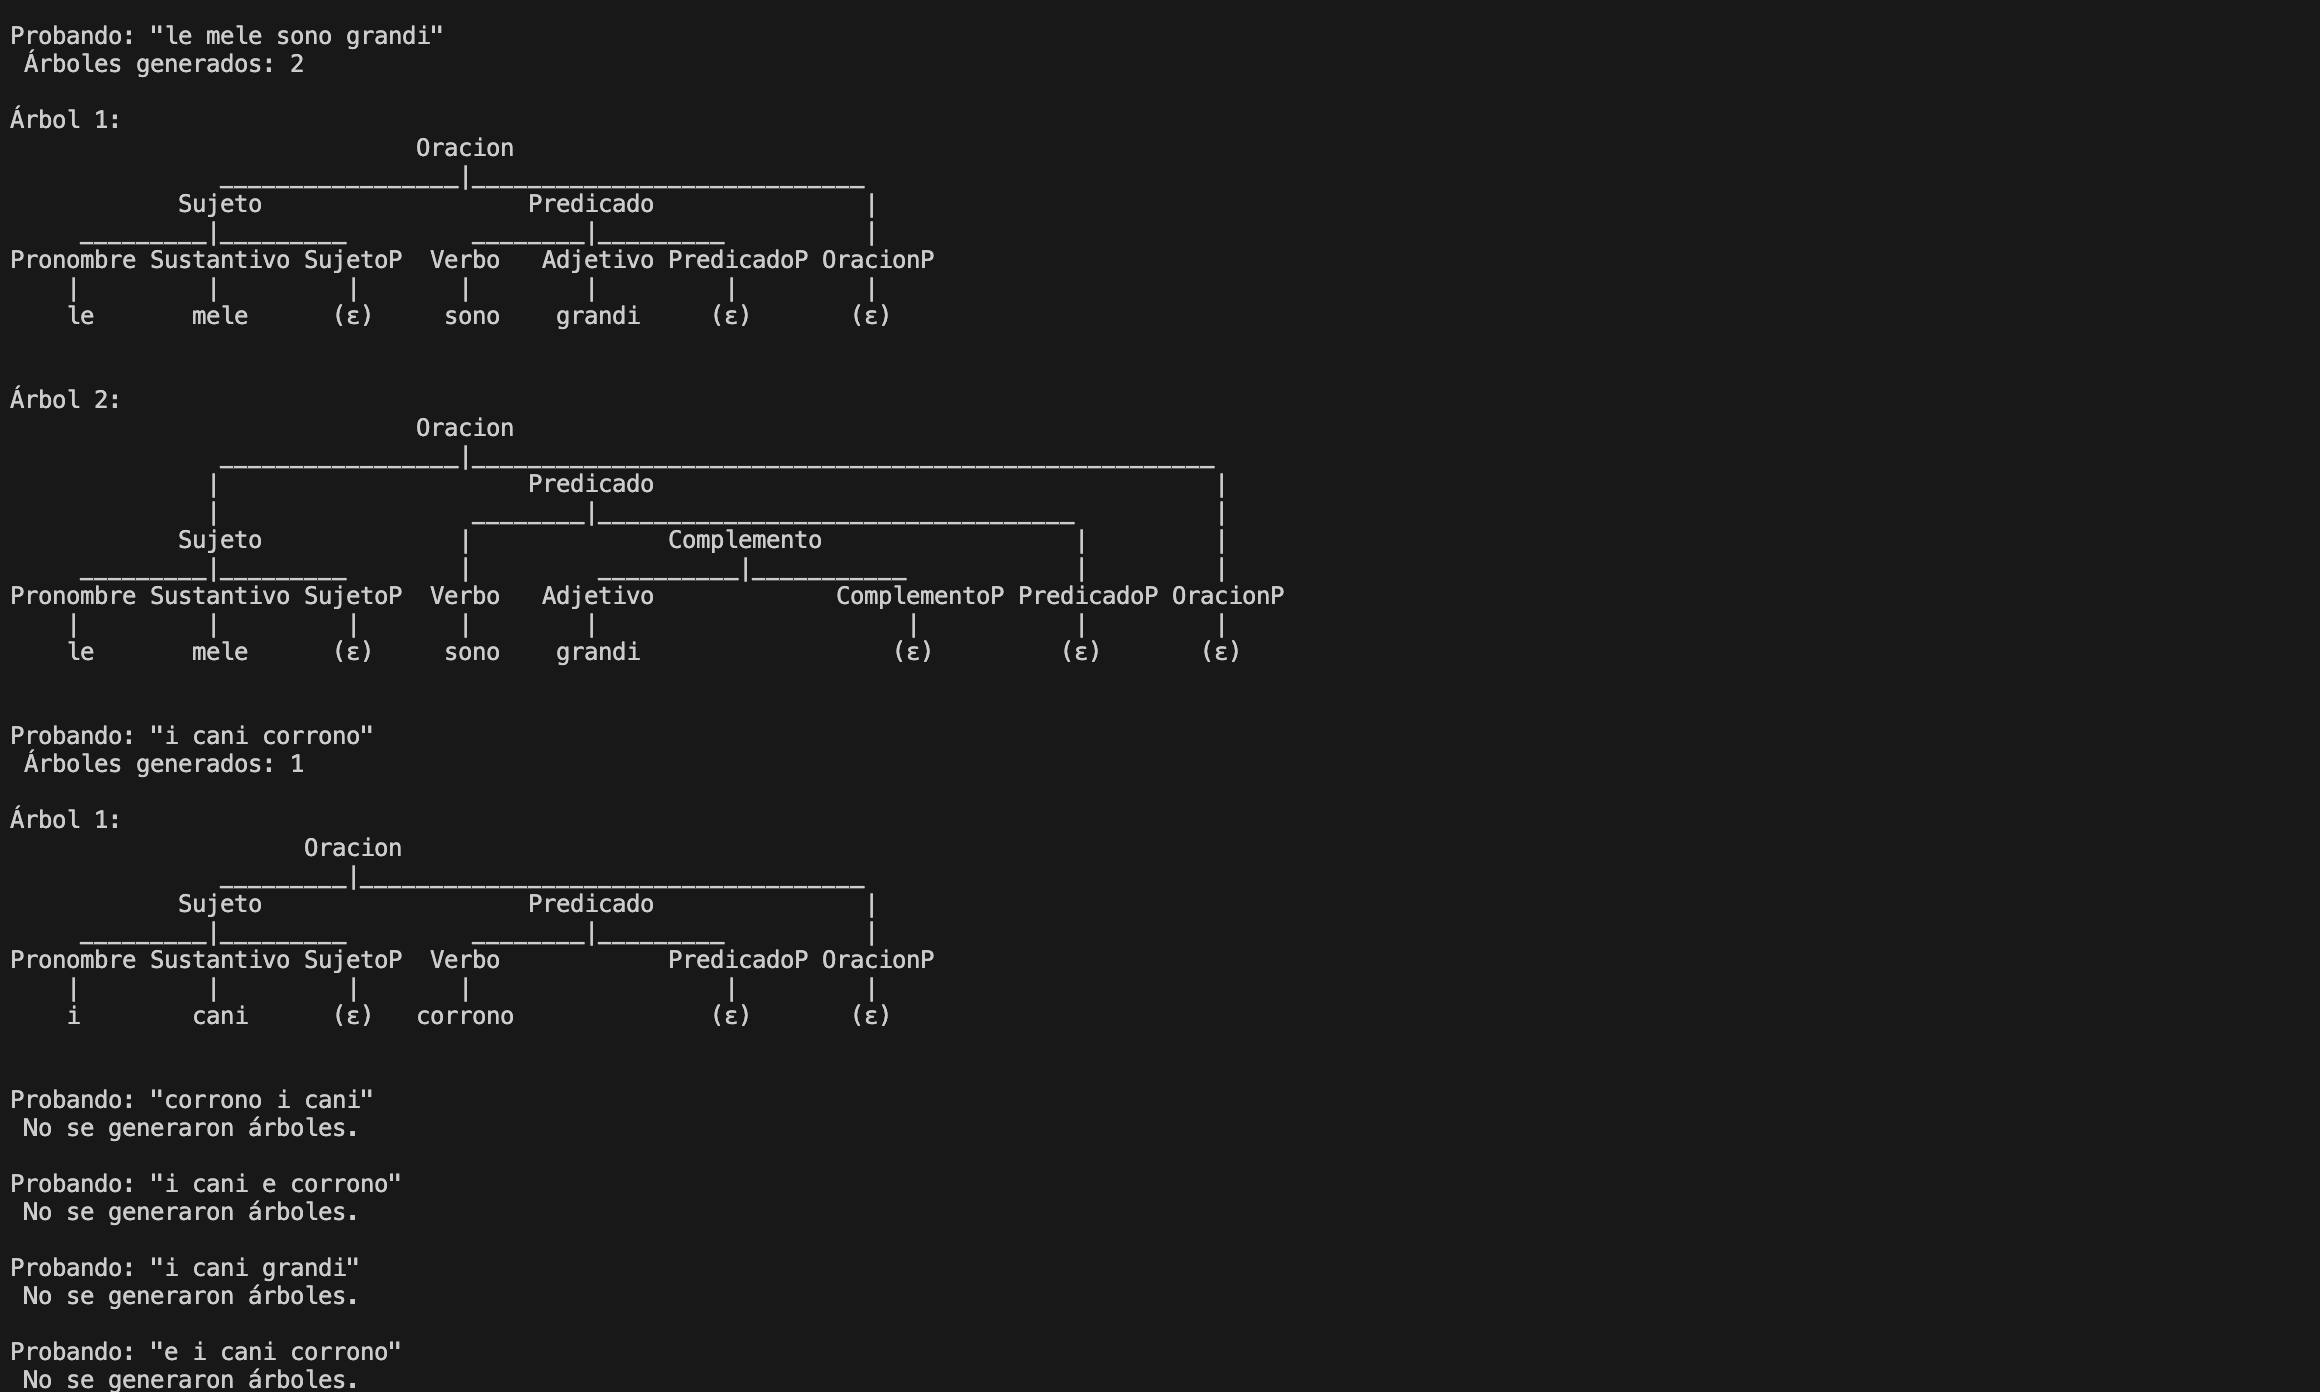 Probando: "le mele sono grandi"
Árboles generados: 2
Árbol 1:
Oracion
Sujeto Predicado
Pronombre Sustantivo SujetoP Verbo Adjetivo PredicadoP OracionP
le mele (ε) sono grandi (ε) (ε)
Árbol 2:
Oracion
Predicado
Sujeto Complemento
Pronombre Sustantivo SujetoP Verbo Adjetivo ComplementoP PredicadoP OracionP
le mele (ε) sono grandi (ε) (ε) (ε)
Probando: "i cani corrono"
Árboles generados: 1
Árbol 1:
Oracion
Sujeto Predicado
Pronombre Sustantivo SujetoP Verbo PredicadoP OracionP
i cani (ε) corrono (ε) (ε)
Probando: "corrono i cani"
No se generaron árboles.
Probando: "i cani e corrono"
No se generaron árboles.
Probando: "i cani grandi"
No se generaron árboles.
Probando: "e i cani corrono"
No se generaron árboles.